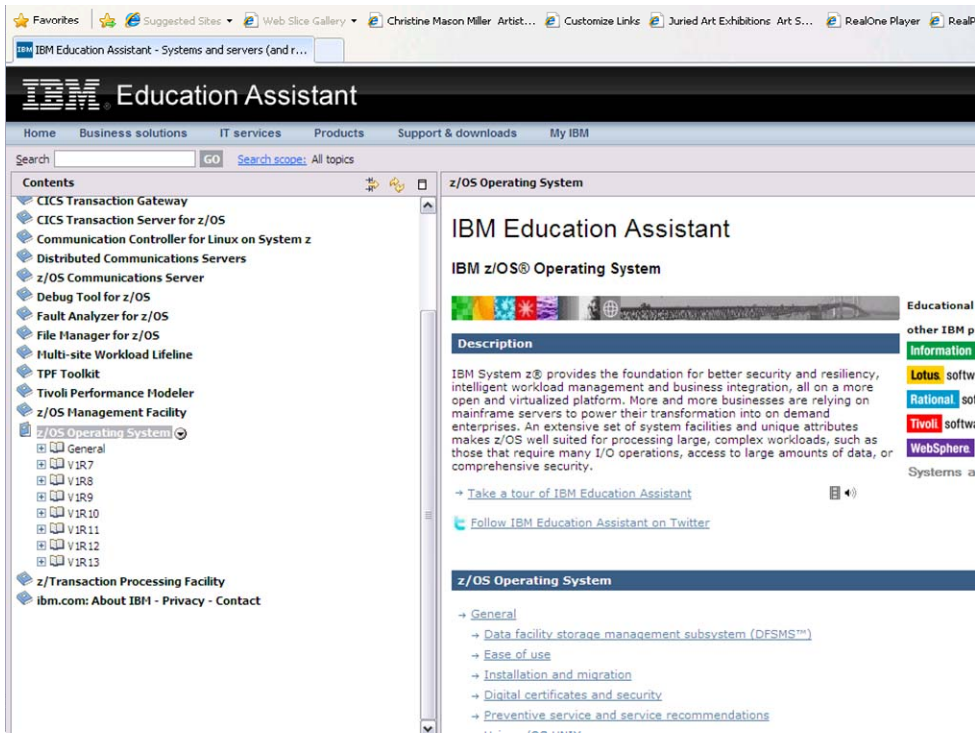 Favorites Suggested Sites Web Slice Gallery Christine Mason Miller Artist... Customize Links Juried Art Exhibitions Art S... RealOne Player
IBM Education Assistant - Systems and servers (and r...
IBM® Education Assistant
Home Business solutions IT services Products Support & downloads My IBM
Search GO Search scope: All topics
Contents
CICS Transaction Gateway
CICS Transaction Server for z/OS
Communication Controller for Linux on System z
Distributed Communications Servers
z/OS Communications Server
Debug Tool for z/OS
Fault Analyzer for z/OS
File Manager for z/OS
Multi-site Workload Lifeline
TPF Toolkit
Tivoli Performance Modeler
z/OS Management Facility
z/OS Operating System
General
V1R7
V1R8
V1R9
V1R10
V1R11
V1R12
V1R13
z/Transaction Processing Facility
ibm.com: About IBM - Privacy - Contact
z/OS Operating System
IBM Education Assistant
IBM z/OS® Operating System
Description
IBM System z® provides the foundation for better security and resiliency,
intelligent workload management and business integration, all on a more
open and virtualized platform. More and more businesses are relying on
mainframe servers to power their transformation into on demand
enterprises. An extensive set of system facilities and unique attributes
makes z/OS well suited for processing large, complex workloads, such as
those that require many I/O operations, access to large amounts of data, or
comprehensive security.
→ Take a tour of IBM Education Assistant
Follow IBM Education Assistant on Twitter
Educational
other IBM p
Information
Lotus. softw
Rational. sof
Tivoli. softwa
WebSphere.
Systems a
z/OS Operating System
→ General
→ Data facility storage management subsystem (DFSMS™)
→ Ease of use
→ Installation and migration
→ Digital certificates and security
→ Preventive service and service recommendations